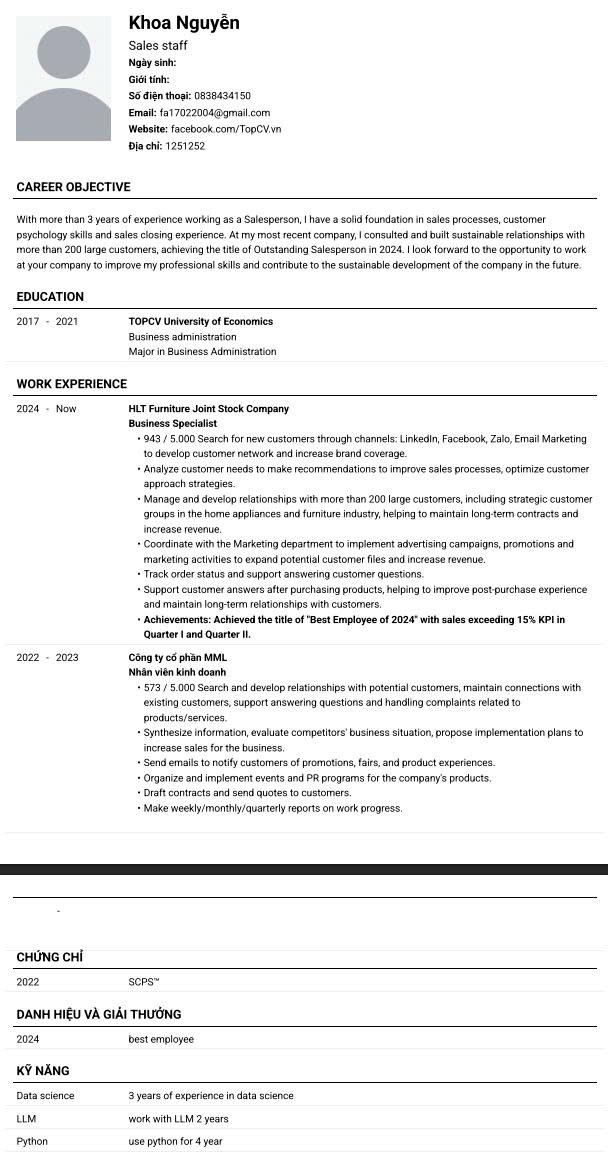 Khoa Nguyễn
Sales staff
Ngày sinh:
Giới tính:
Số điện thoại: 0838434150
Email: fa17022004@gmail.com
Website: facebook.com/TopCV.vn
Địa chỉ: 1251252
CAREER OBJECTIVE
With more than 3 years of experience working as a Salesperson, I have a solid foundation in sales processes, customer
psychology skills and sales closing experience. At my most recent company, I consulted and built sustainable relationships with
more than 200 large customers, achieving the title of Outstanding Salesperson in 2024. I look forward to the opportunity to work
at your company to improve my professional skills and contribute to the sustainable development of the company in the future.
EDUCATION
2017 - 2021 TOPCV University of Economics
Business administration
Major in Business Administration
WORK EXPERIENCE
2024 - Now HLT Furniture Joint Stock Company
Business Specialist
• 943 / 5.000 Search for new customers through channels: LinkedIn, Facebook, Zalo, Email Marketing
to develop customer network and increase brand coverage.
• Analyze customer needs to make recommendations to improve sales processes, optimize customer
approach strategies.
• Manage and develop relationships with more than 200 large customers, including strategic customer
groups in the home appliances and furniture industry, helping to maintain long-term contracts and
increase revenue.
• Coordinate with the Marketing department to implement advertising campaigns, promotions and
marketing activities to expand potential customer files and increase revenue.
• Track order status and support answering customer questions.
• Support customer answers after purchasing products, helping to improve post-purchase experience
and maintain long-term relationships with customers.
• Achievements: Achieved the title of "Best Employee of 2024" with sales exceeding 15% KPI in
Quarter I and Quarter II.
2022 - 2023 Công ty cổ phần MML
Nhân viên kinh doanh
• 573 / 5.000 Search and develop relationships with potential customers, maintain connections with
existing customers, support answering questions and handling complaints related to
products/services.
• Synthesize information, evaluate competitors' business situation, propose implementation plans to
increase sales for the business.
• Send emails to notify customers of promotions, fairs, and product experiences.
• Organize and implement events and PR programs for the company's products.
• Draft contracts and send quotes to customers.
• Make weekly/monthly/quarterly reports on work progress.
-
CHỨNG CHỈ
2022 SCPS™
DANH HIỆU VÀ GIẢI THƯỞNG
2024 best employee
KỸ NĂNG
Data science 3 years of experience in data science
LLM work with LLM 2 years
Python use python for 4 year